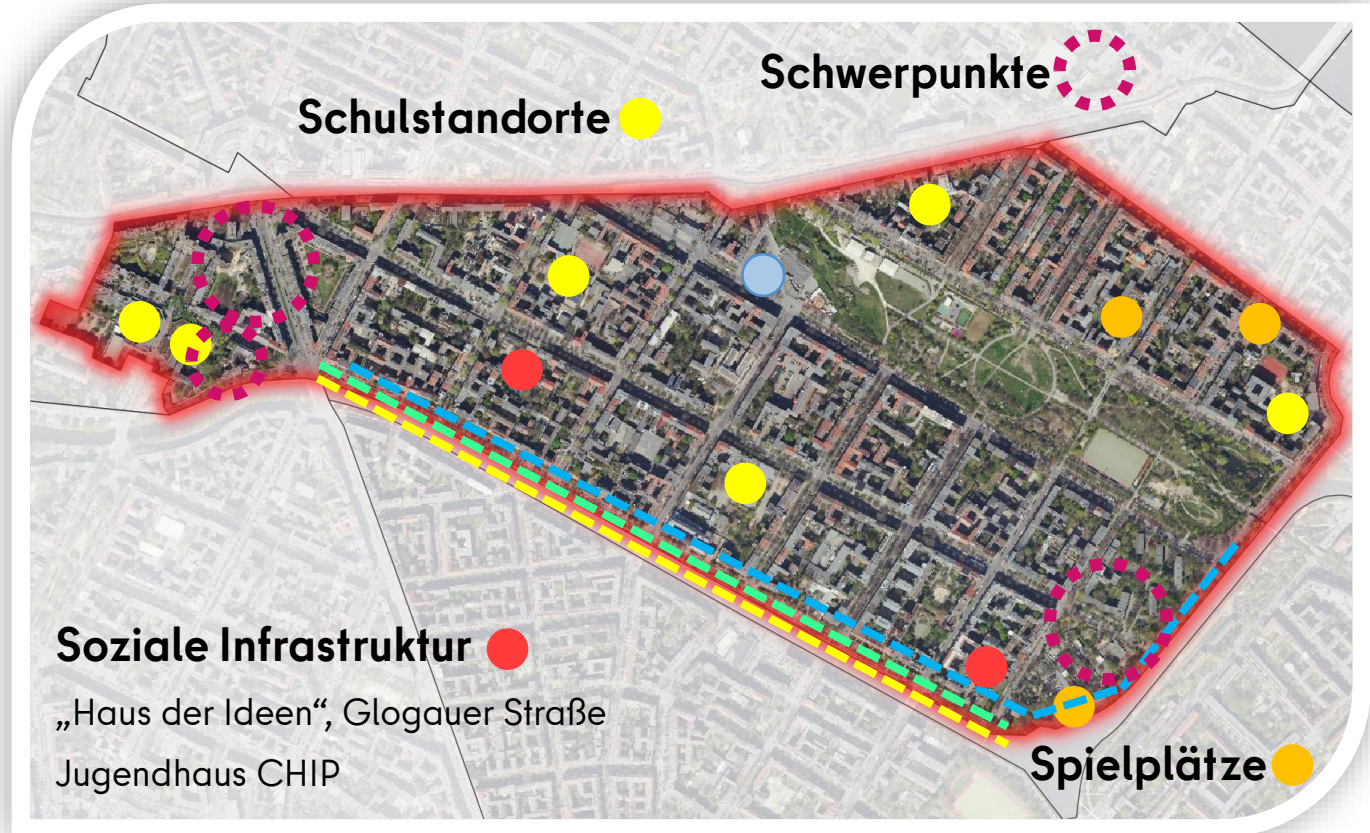 Schwerpunkte
Schulstandorte
Soziale Infrastruktur
„Haus der Ideen“, Glogauer Straße
Jugendhaus CHIP
Spielplätze